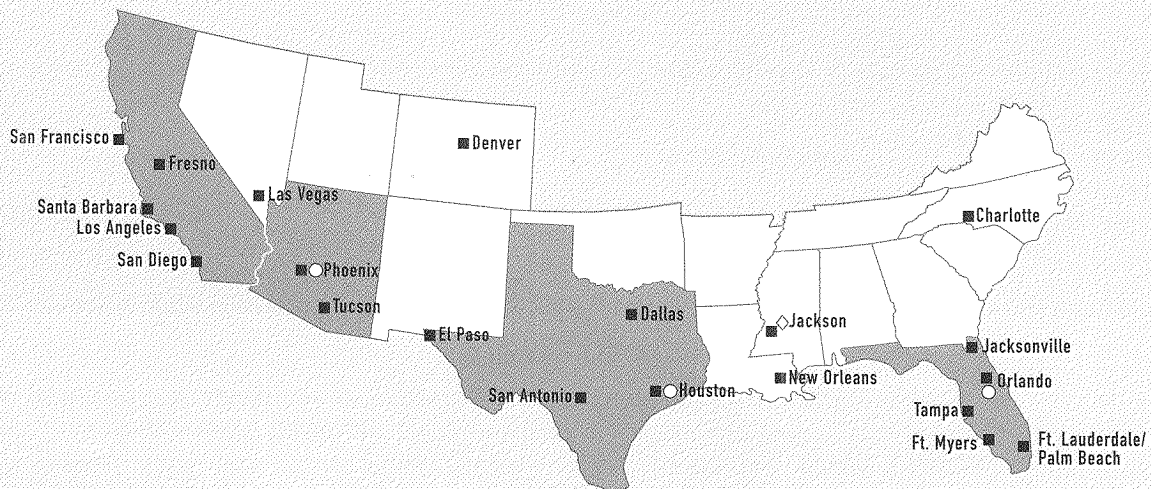 San Francisco
Fresno
Denver
Las Vegas
Santa Barbara
Los Angeles
Charlotte
San Diego
Phoenix
Tucson
Dallas
Jackson
El Paso
Jacksonville
New Orleans
Orlando
San Antonio
Houston
Tampa
Ft. Myers
Ft. Lauderdale/
Palm Beach